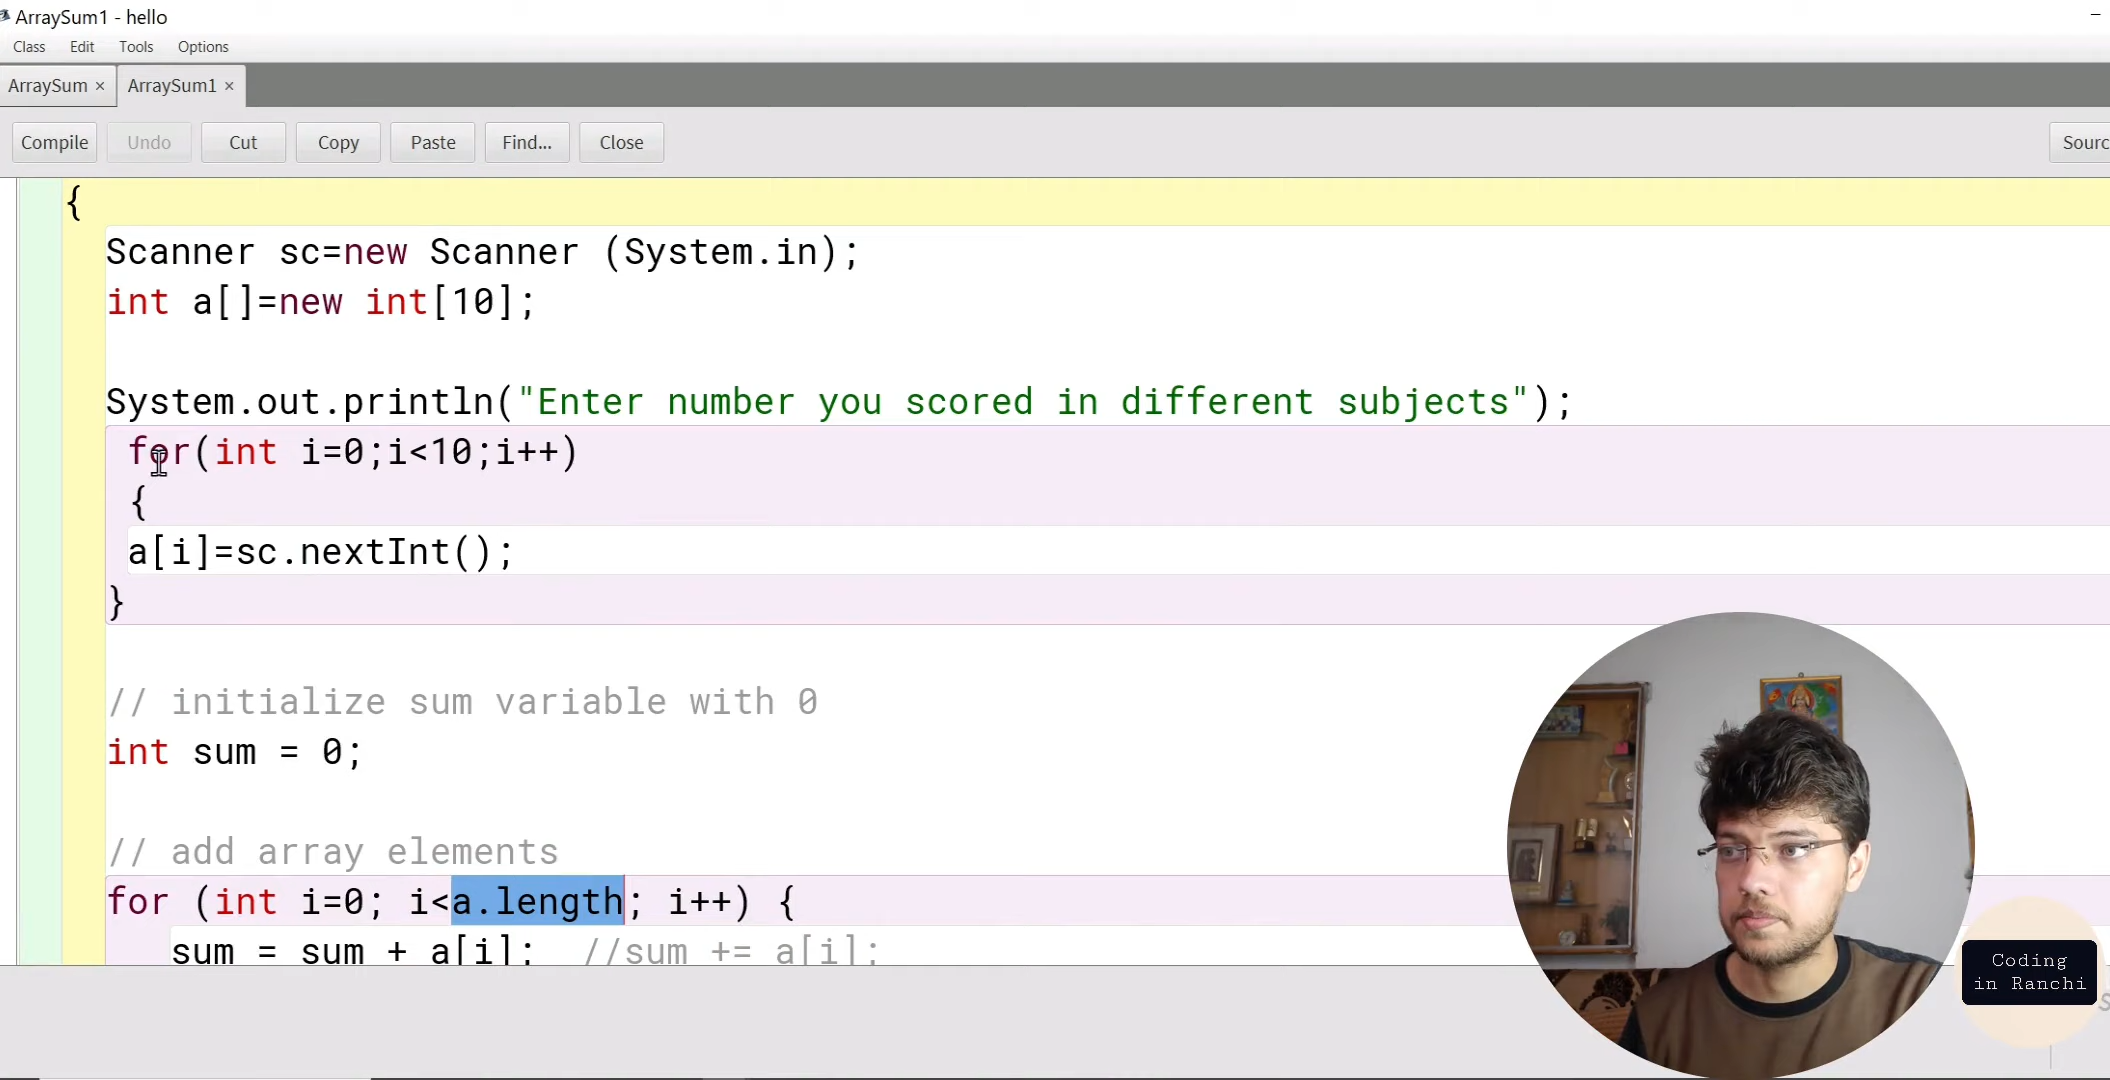 ArraySum1 - hello
Class Edit Tools Options
ArraySum × ArraySum1 ×
Compile Undo Cut Copy Paste Find... Close Sourc
{
Scanner sc=new Scanner (System.in);
int a[]=new int[10];
System.out.println("Enter number you scored in different subjects");
for(int i=0;i<10;i++)
{
a[i]=sc.nextInt();
}
// initialize sum variable with 0
int sum = 0;
// add array elements
for (int i=0; i<a.length; i++) {
sum = sum + a[i]; //sum += a[i];
Coding
in Ranchi